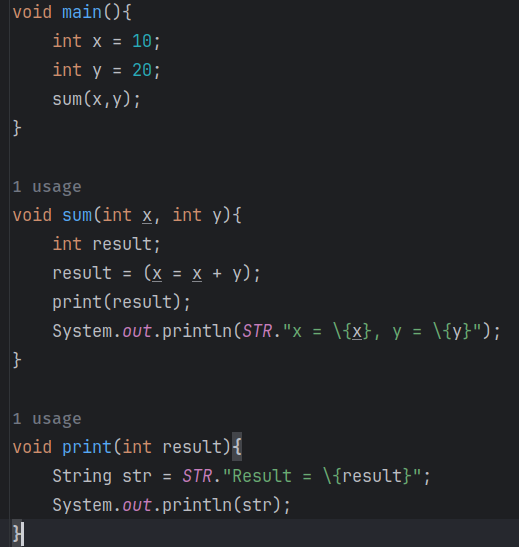 void main(){
    int x = 10;
    int y = 20;
    sum(x,y);
}
1 usage
void sum(int x, int y){
    int result;
    result = (x = x + y);
    print(result);
    System.out.println(STR."x = \{x}, y = \{y}");
}
1 usage
void print(int result){
    String str = STR."Result = \{result}";
    System.out.println(str);
}